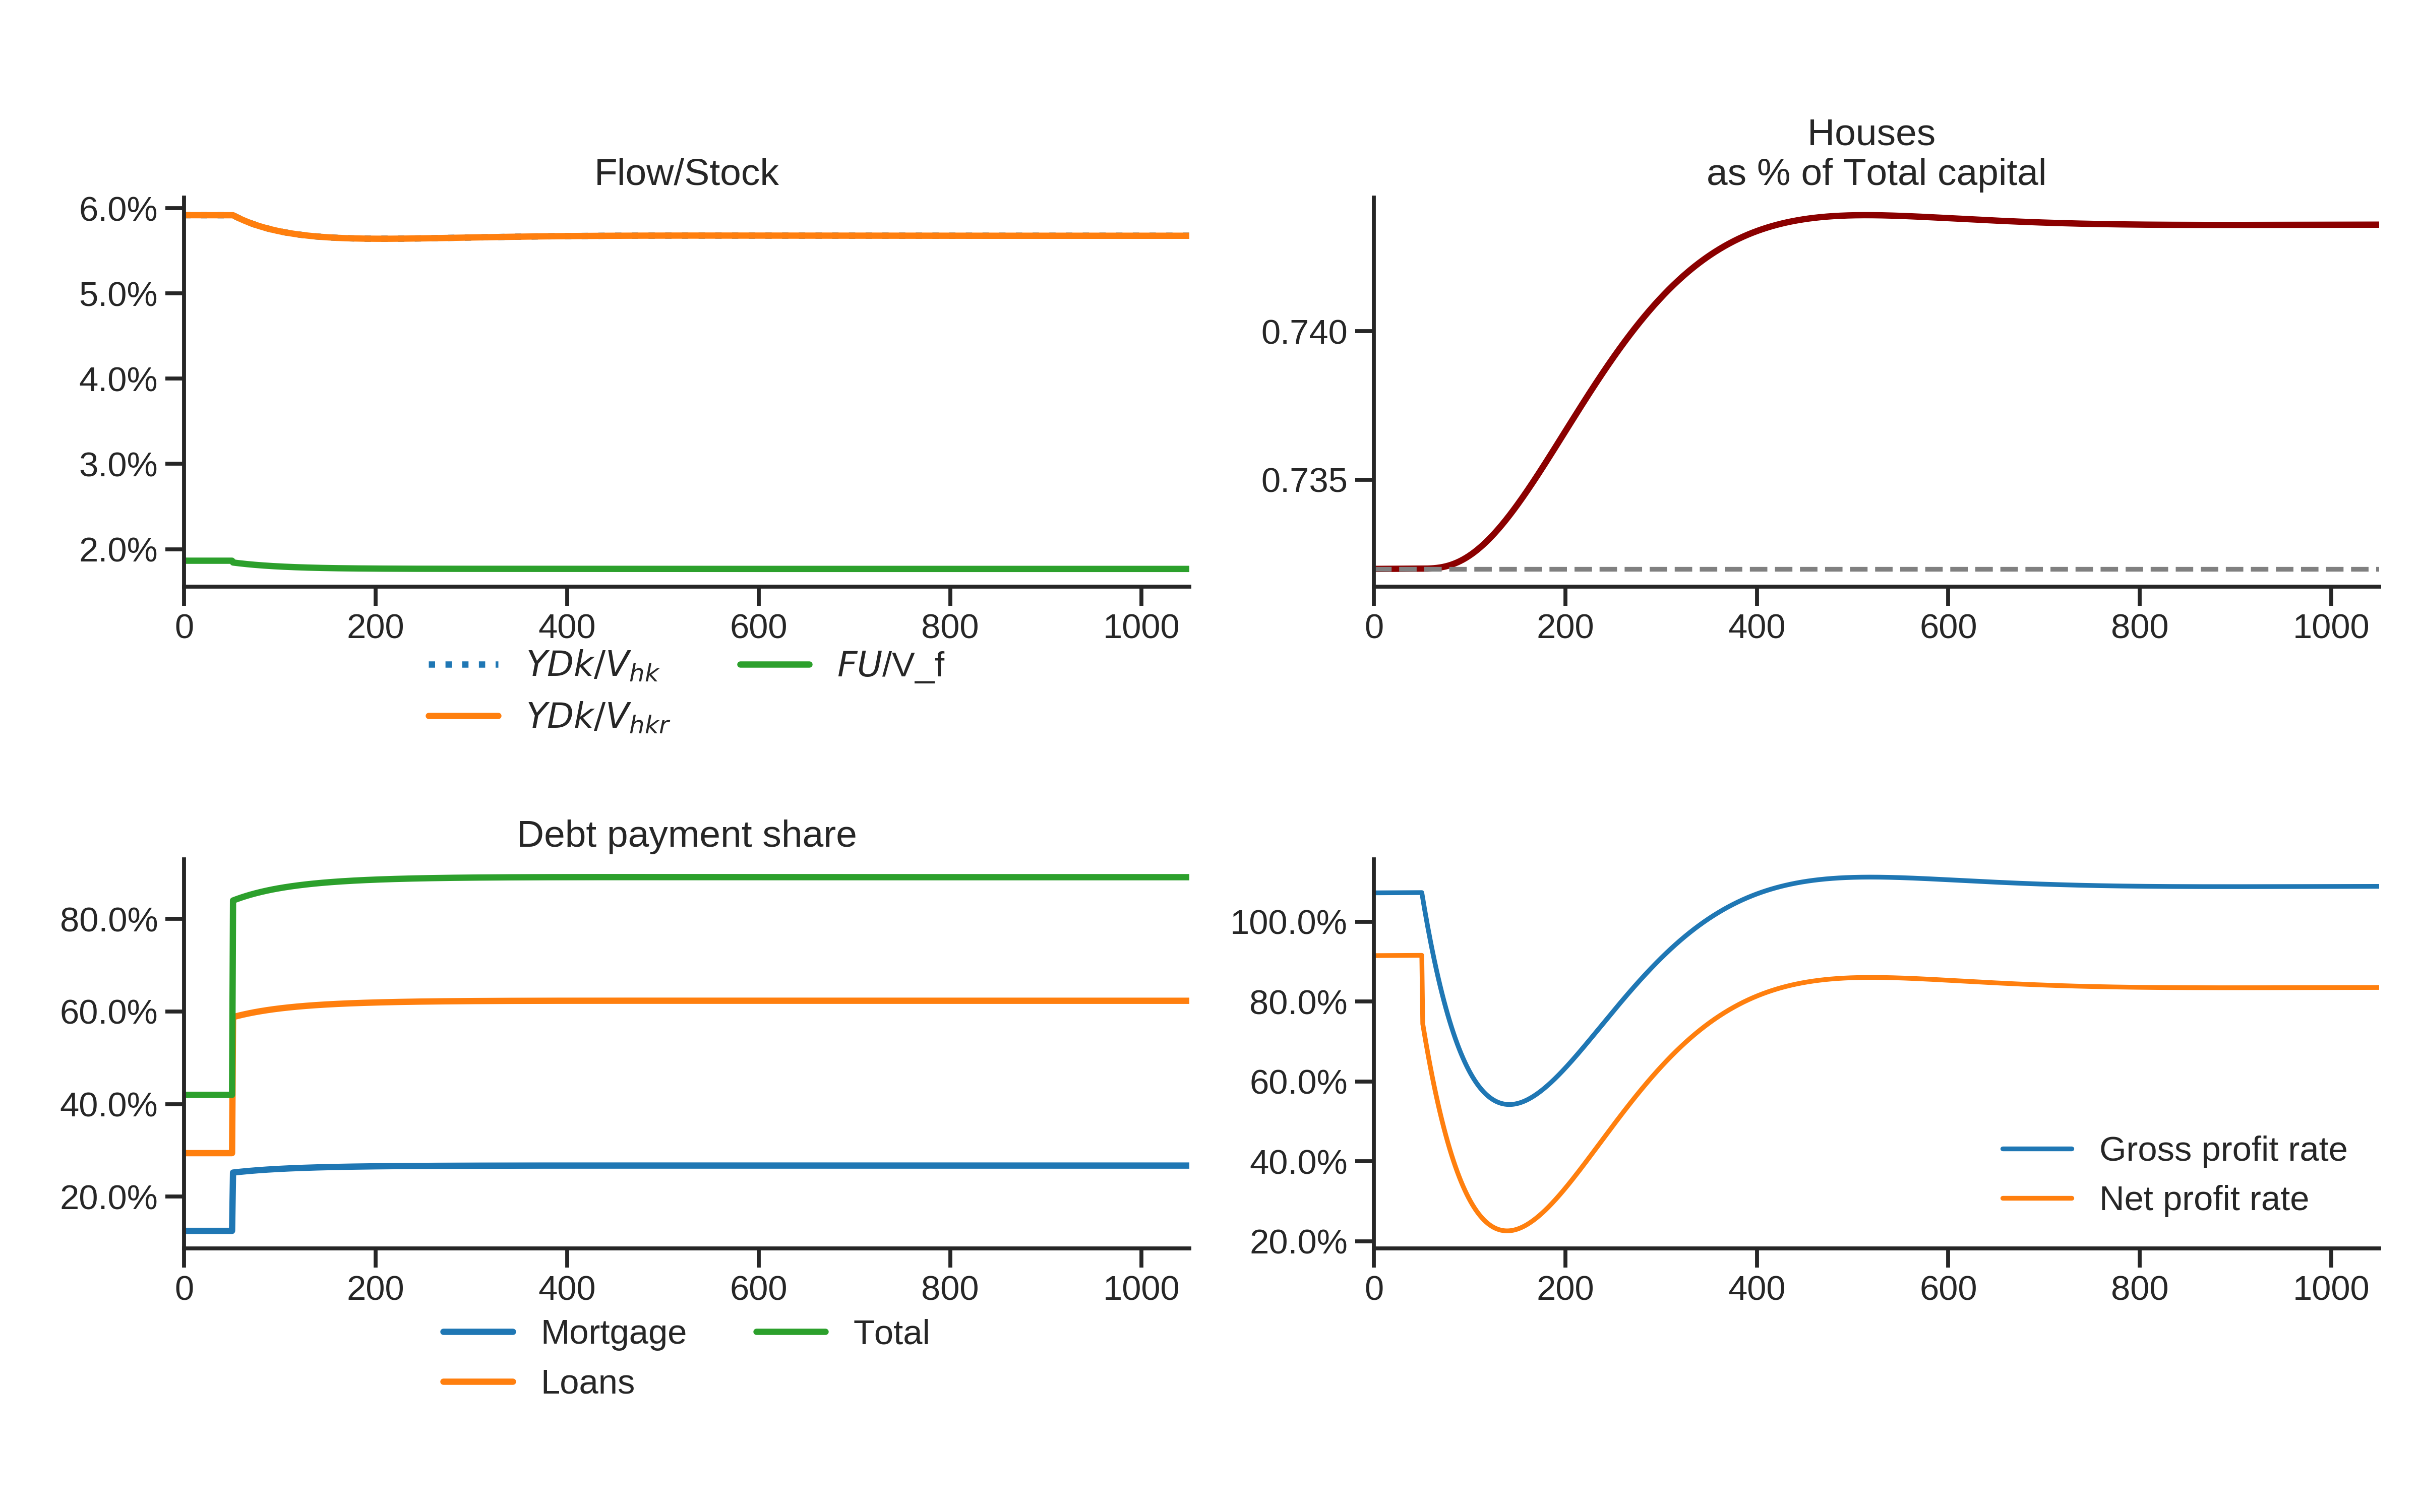 Flow/Stock
6.0%
5.0%
4.0%
3.0%
2.0%
0 200 400 600 800 1000
YDk/V_{hk} FU/V_f
YDk/V_{hkr}
Houses
as % of Total capital
0.740
0.735
0 200 400 600 800 1000
Debt payment share
80.0%
60.0%
40.0%
20.0%
0 200 400 600 800 1000
Mortgage Total
Loans
100.0%
80.0%
60.0%
40.0%
20.0%
Gross profit rate
Net profit rate
0 200 400 600 800 1000